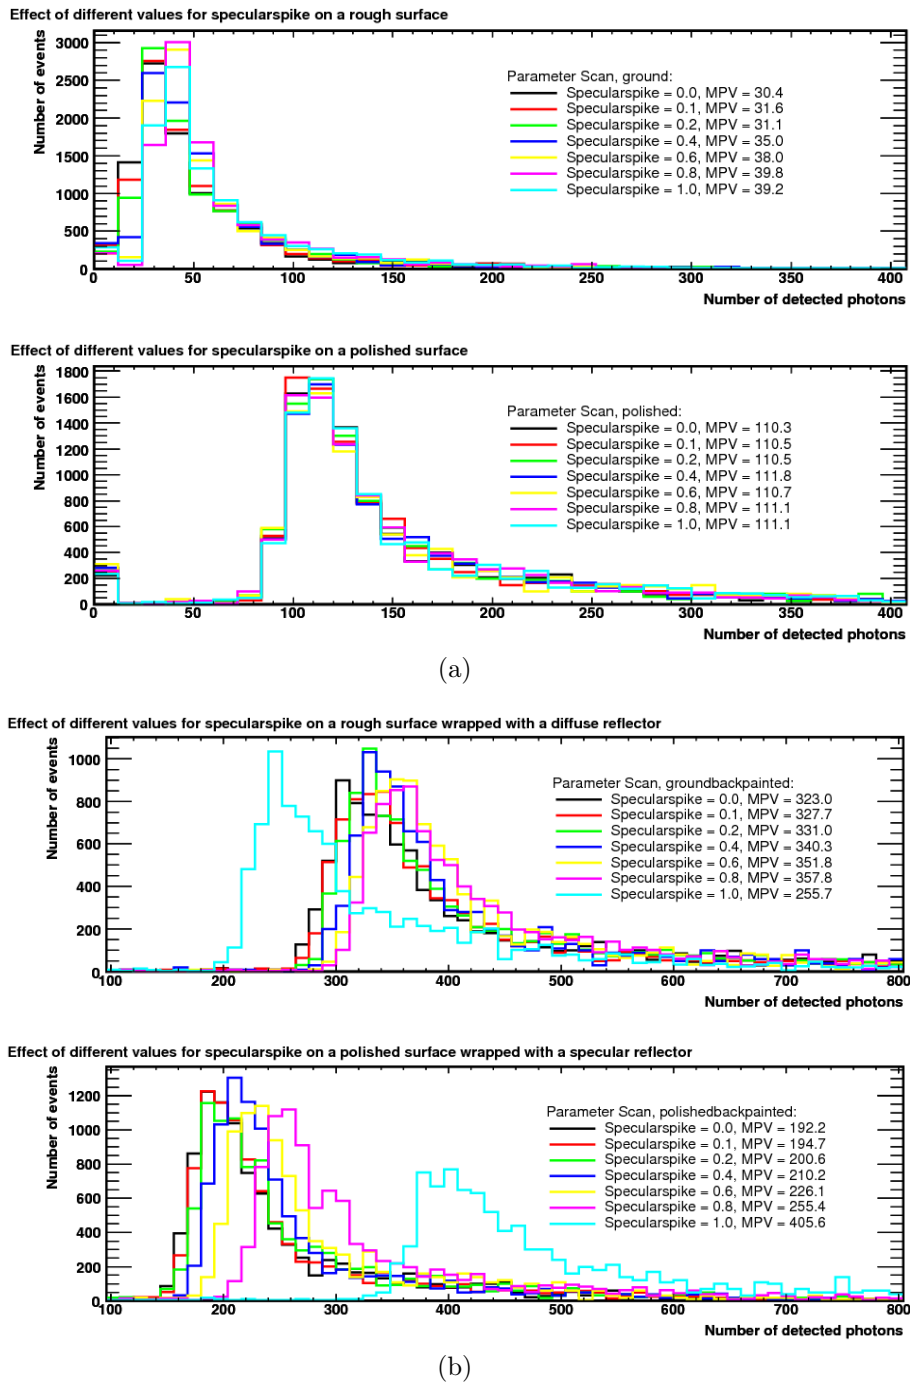 Effect of different values for specularspike on a rough surface
Number of events
3000
2500
2000
1500
1000
500
0
Parameter Scan, ground:
Specularspike = 0.0, MPV = 30.4
Specularspike = 0.1, MPV = 31.6
Specularspike = 0.2, MPV = 31.1
Specularspike = 0.4, MPV = 35.0
Specularspike = 0.6, MPV = 38.0
Specularspike = 0.8, MPV = 39.8
Specularspike = 1.0, MPV = 39.2
0 50 100 150 200 250 300 350 400
Number of detected photons
Effect of different values for specularspike on a polished surface
Number of events
1800
1600
1400
1200
1000
800
600
400
200
0
Parameter Scan, polished:
Specularspike = 0.0, MPV = 110.3
Specularspike = 0.1, MPV = 110.5
Specularspike = 0.2, MPV = 110.5
Specularspike = 0.4, MPV = 111.8
Specularspike = 0.6, MPV = 110.7
Specularspike = 0.8, MPV = 111.1
Specularspike = 1.0, MPV = 111.1
0 50 100 150 200 250 300 350 400
Number of detected photons
(a)
Effect of different values for specularspike on a rough surface wrapped with a diffuse reflector
Number of events
1000
800
600
400
200
0
Parameter Scan, groundbackpainted:
Specularspike = 0.0, MPV = 323.0
Specularspike = 0.1, MPV = 327.7
Specularspike = 0.2, MPV = 331.0
Specularspike = 0.4, MPV = 340.3
Specularspike = 0.6, MPV = 351.8
Specularspike = 0.8, MPV = 357.8
Specularspike = 1.0, MPV = 255.7
100 200 300 400 500 600 700 800
Number of detected photons
Effect of different values for specularspike on a polished surface wrapped with a specular reflector
Number of events
1200
1000
800
600
400
200
0
Parameter Scan, polishedbackpainted:
Specularspike = 0.0, MPV = 192.2
Specularspike = 0.1, MPV = 194.7
Specularspike = 0.2, MPV = 200.6
Specularspike = 0.4, MPV = 210.2
Specularspike = 0.6, MPV = 226.1
Specularspike = 0.8, MPV = 255.4
Specularspike = 1.0, MPV = 405.6
100 200 300 400 500 600 700 800
Number of detected photons
(b)